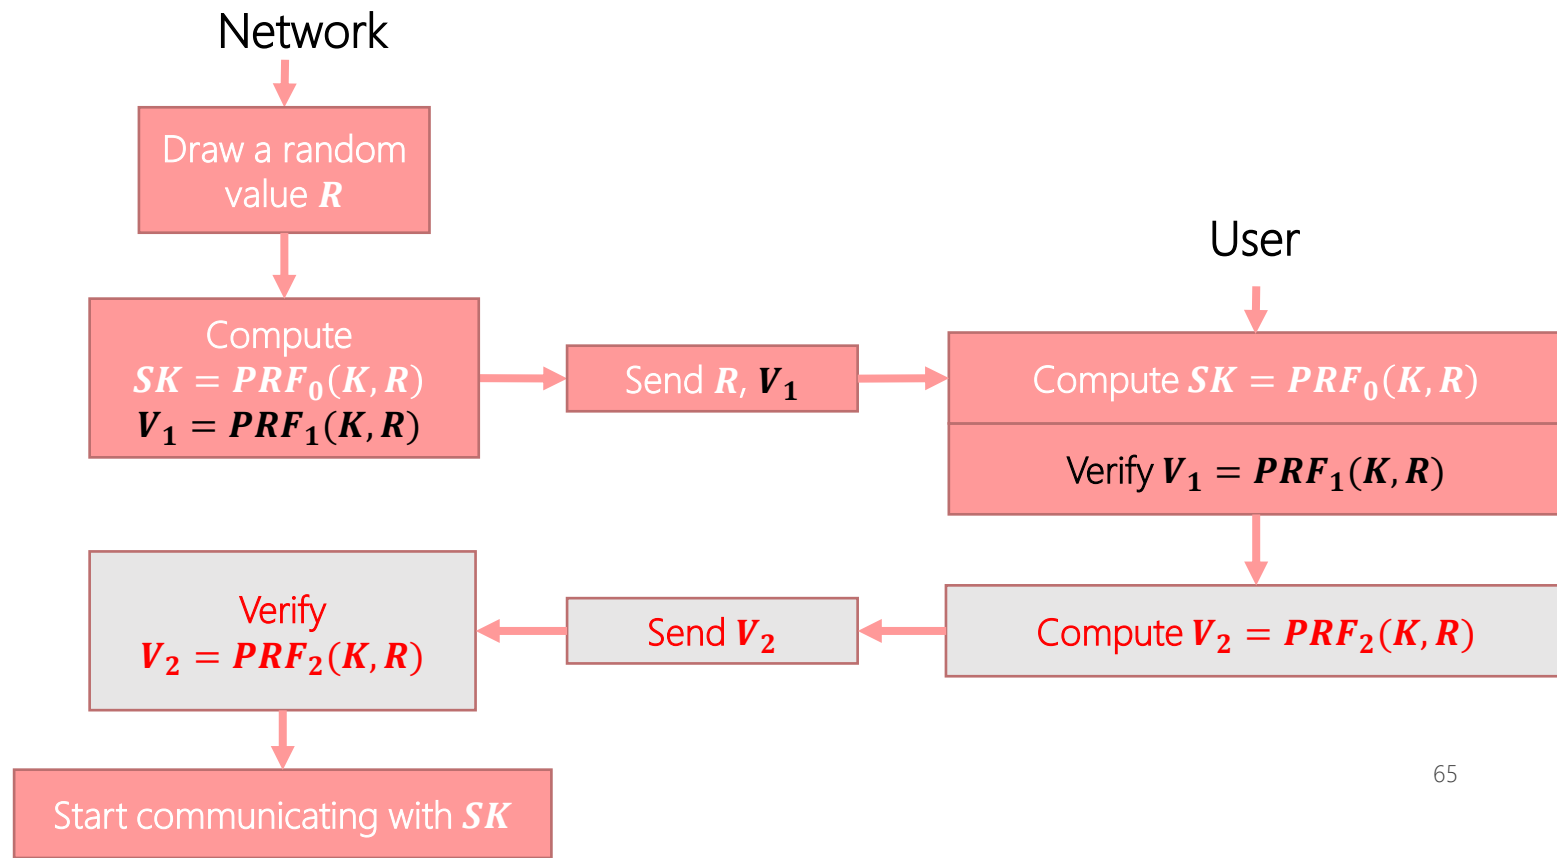 Network
Draw a random
value R
Compute
SK = PRF₀(K, R)
V₁ = PRF₁(K, R)
Send R, V₁
User
Compute SK = PRF₀(K, R)
Verify V₁ = PRF₁(K, R)
Compute V₂ = PRF₂(K, R)
Send V₂
Verify
V₂ = PRF₂(K, R)
Start communicating with SK
65